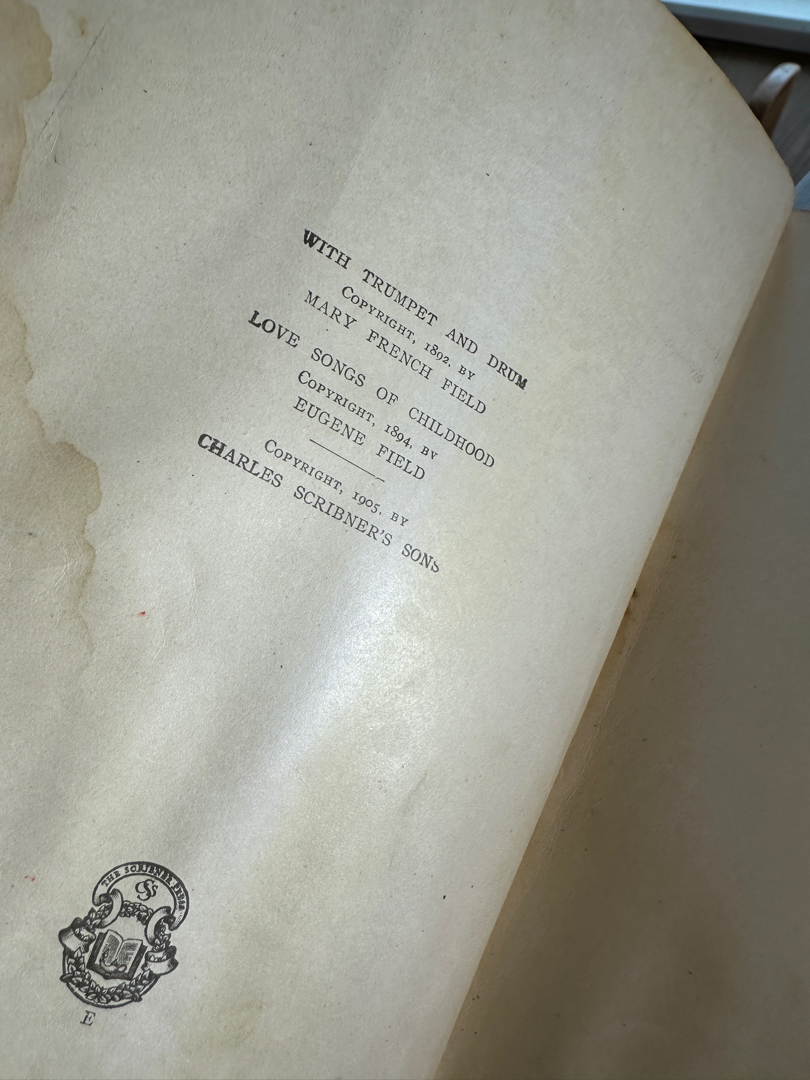 WITH TRUMPET AND DRUM
COPYRIGHT, 1892, BY
MARY FRENCH FIELD
LOVE SONGS OF CHILDHOOD
COPYRIGHT, 1894, BY
EUGENE FIELD
COPYRIGHT, 1905, BY
CHARLES SCRIBNER'S SONS
THE SCRIBNER PRESS
CSS
E